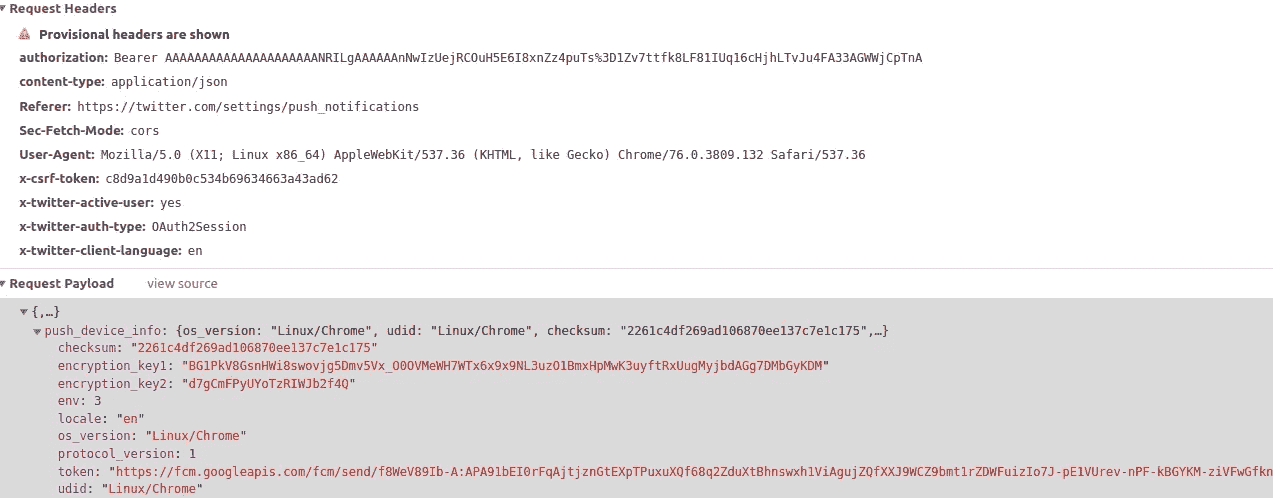 Request Headers
Provisional headers are shown
authorization: Bearer AAAAAAAAAAAAAAAAAAAAANRILgAAAAAAnNwIzUejRCOuH5E6I8xnZz4puTs%3D1Zv7ttfk8LF81IUq16cHjhLTvJu4FA33AGWWjCpTnA
content-type: application/json
Referer: https://twitter.com/settings/push_notifications
Sec-Fetch-Mode: cors
User-Agent: Mozilla/5.0 (X11; Linux x86_64) AppleWebKit/537.36 (KHTML, like Gecko) Chrome/76.0.3809.132 Safari/537.36
x-csrf-token: c8d9a1d490b0c534b69634663a43ad62
x-twitter-active-user: yes
x-twitter-auth-type: OAuth2Session
x-twitter-client-language: en
Request Payload view source
{,…}
push_device_info: {os_version: "Linux/Chrome", udid: "Linux/Chrome", checksum: "2261c4df269ad106870ee137c7e1c175",…}
checksum: "2261c4df269ad106870ee137c7e1c175"
encryption_key1: "BG1PkV8GsnHWi8swovjg5Dmv5Vx_O0OVMeWH7WTx6x9x9NL3uzO1BmxHpMwK3uyftRxUugMyjbdAGg7DMbGyKDM"
encryption_key2: "d7gCmFPyUYoTzRIWJb2f4Q"
env: 3
locale: "en"
os_version: "Linux/Chrome"
protocol_version: 1
token: "https://fcm.googleapis.com/fcm/send/f8WeV89Ib-A:APA91bEI0rFqAjtjznGtEXpTPuxuXQf68q2ZduXtBhnswxh1ViAgujZQfXXJ9WCZ9bmt1rZDWFuizIo7J-pE1VUrev-nPF-kBGYKM-ziVFwGfkn
udid: "Linux/Chrome"